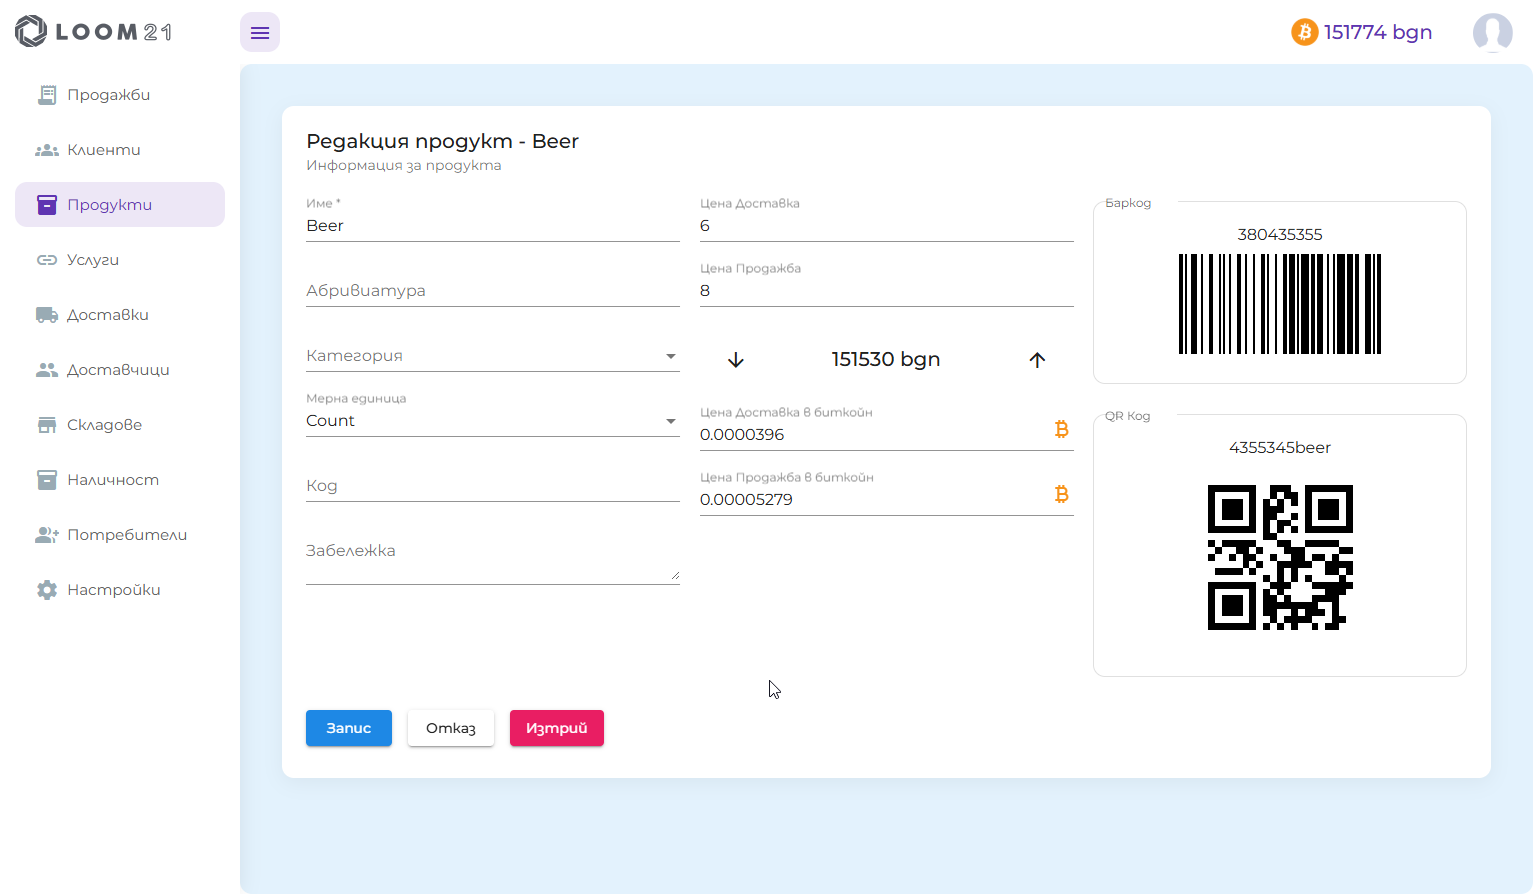 LOOM21
151774 bgn
Продажби
Клиенти
Продукти
Услуги
Доставки
Доставчици
Складове
Наличност
Потребители
Настройки
Редакция продукт - Beer
Информация за продукта
Име *
Beer
Абривиатура
Категория
Мерна единица
Count
Код
Забележка
Цена Доставка
6
Цена Продажба
8
151530 bgn
Цена Доставка в биткойн
0.0000396
Цена Продажба в биткойн
0.00005279
Баркод
380435355
QR Код
4355345beer
Запис
Отказ
Изтрий